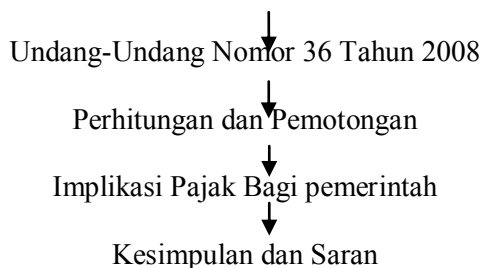 Undang-Undang Nomor 36 Tahun 2008
Perhitungan dan Pemotongan
Implikasi Pajak Bagi pemerintah
Kesimpulan dan Saran